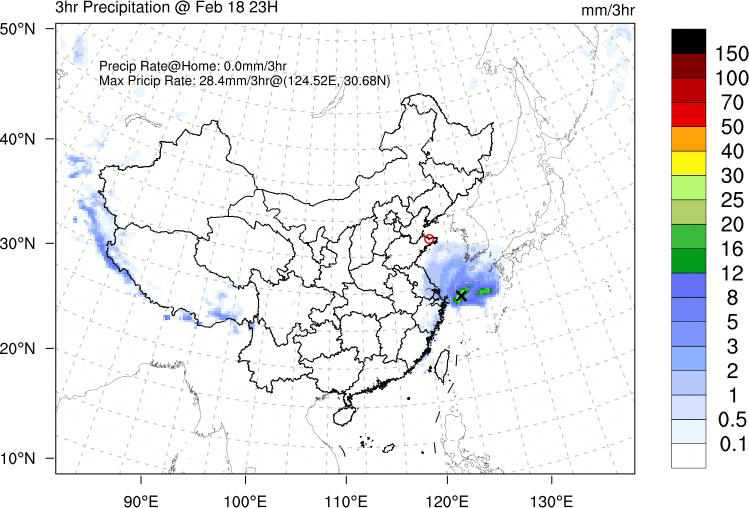 3hr Precipitation @ Feb 18 23H
mm/3hr
Precip Rate@Home: 0.0mm/3hr
Max Pricip Rate: 28.4mm/3hr@(124.52E, 30.68N)
50°N
40°N
30°N
20°N
10°N
90°E
100°E
110°E
120°E
130°E
150
100
70
50
40
30
25
20
16
12
8
5
3
2
1
0.5
0.1